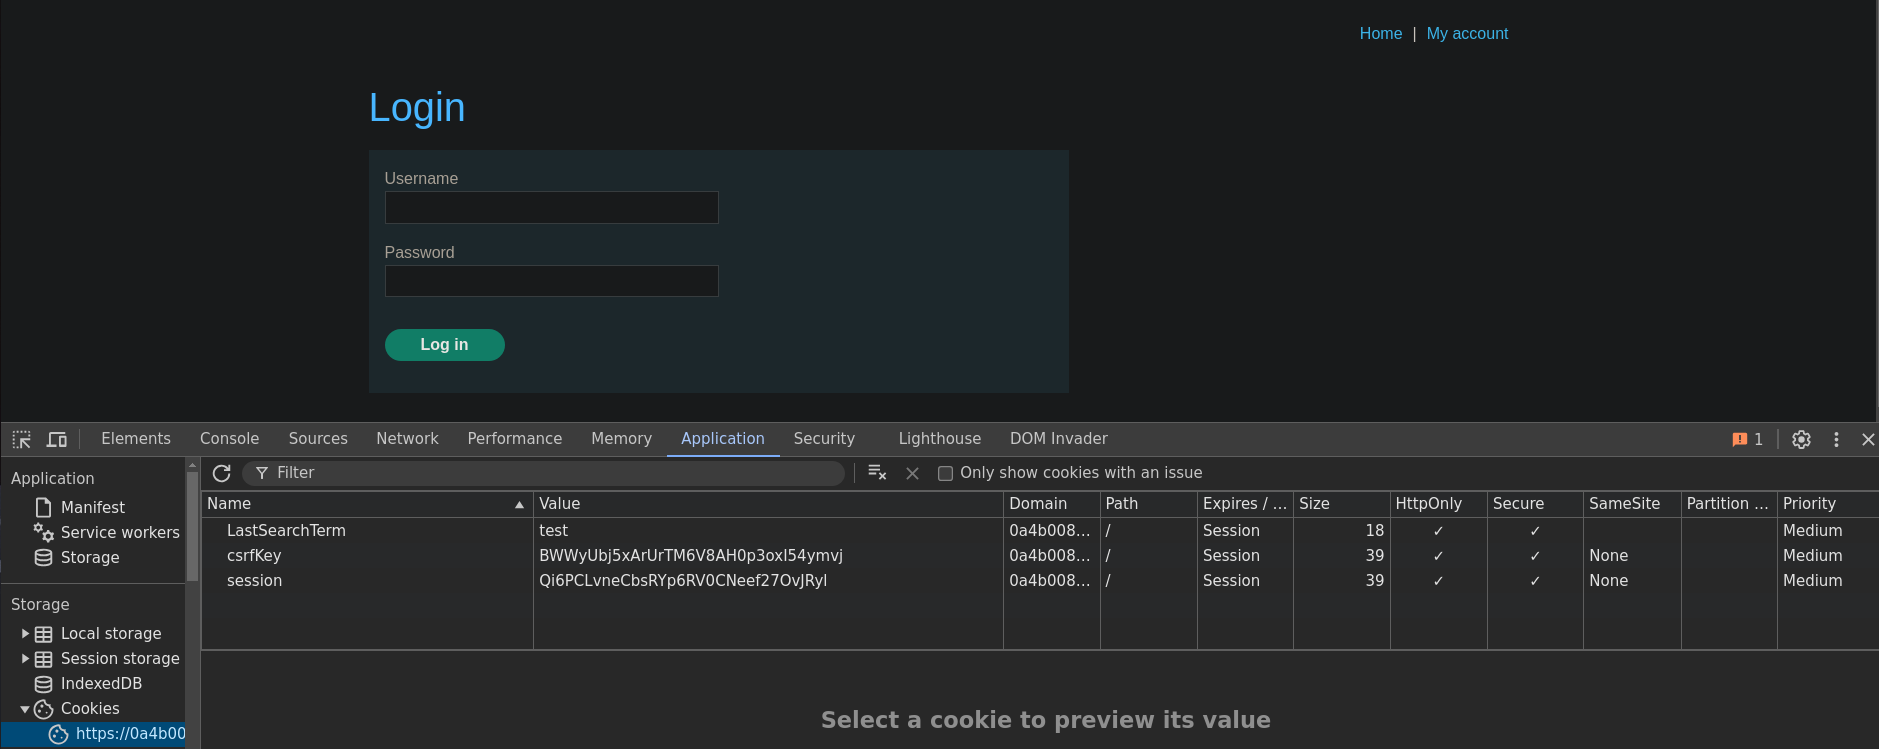 Home | My account
Login
Username
Password
Log in
Elements Console Sources Network Performance Memory Application Security Lighthouse DOM Invader 1
Application
Manifest
Service workers
Storage
Storage
Local storage
Session storage
IndexedDB
Cookies
https://0a4b00
Filter Only show cookies with an issue
Name Value Domain Path Expires / ... Size HttpOnly Secure SameSite Partition ... Priority
LastSearchTerm test 0a4b008... / Session 18 ✓ ✓ Medium
csrfKey BWWyUbj5xArUrTM6V8AH0p3oxI54ymvj 0a4b008... / Session 39 ✓ ✓ None Medium
session Qi6PCLvneCbsRYp6RV0CNeef27OvJRyl 0a4b008... / Session 39 ✓ ✓ None Medium
Select a cookie to preview its value